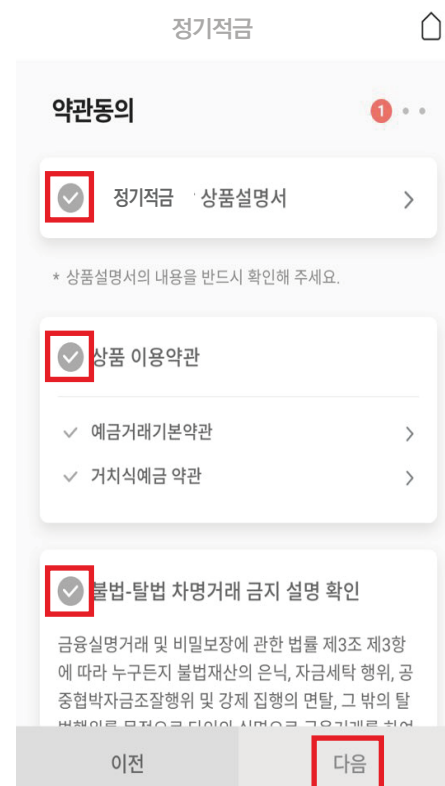 정기적금
약관동의
1
정기적금 상품설명서
* 상품설명서의 내용을 반드시 확인해 주세요.
상품 이용약관
예금거래기본약관
거치식예금 약관
불법-탈법 차명거래 금지 설명 확인
금융실명거래 및 비밀보장에 관한 법률 제3조 제3항
에 따라 누구든지 불법재산의 은닉, 자금세탁 행위, 공
중협박자금조잘행위 및 강제 집행의 면탈, 그 밖의 탈
이전
다음